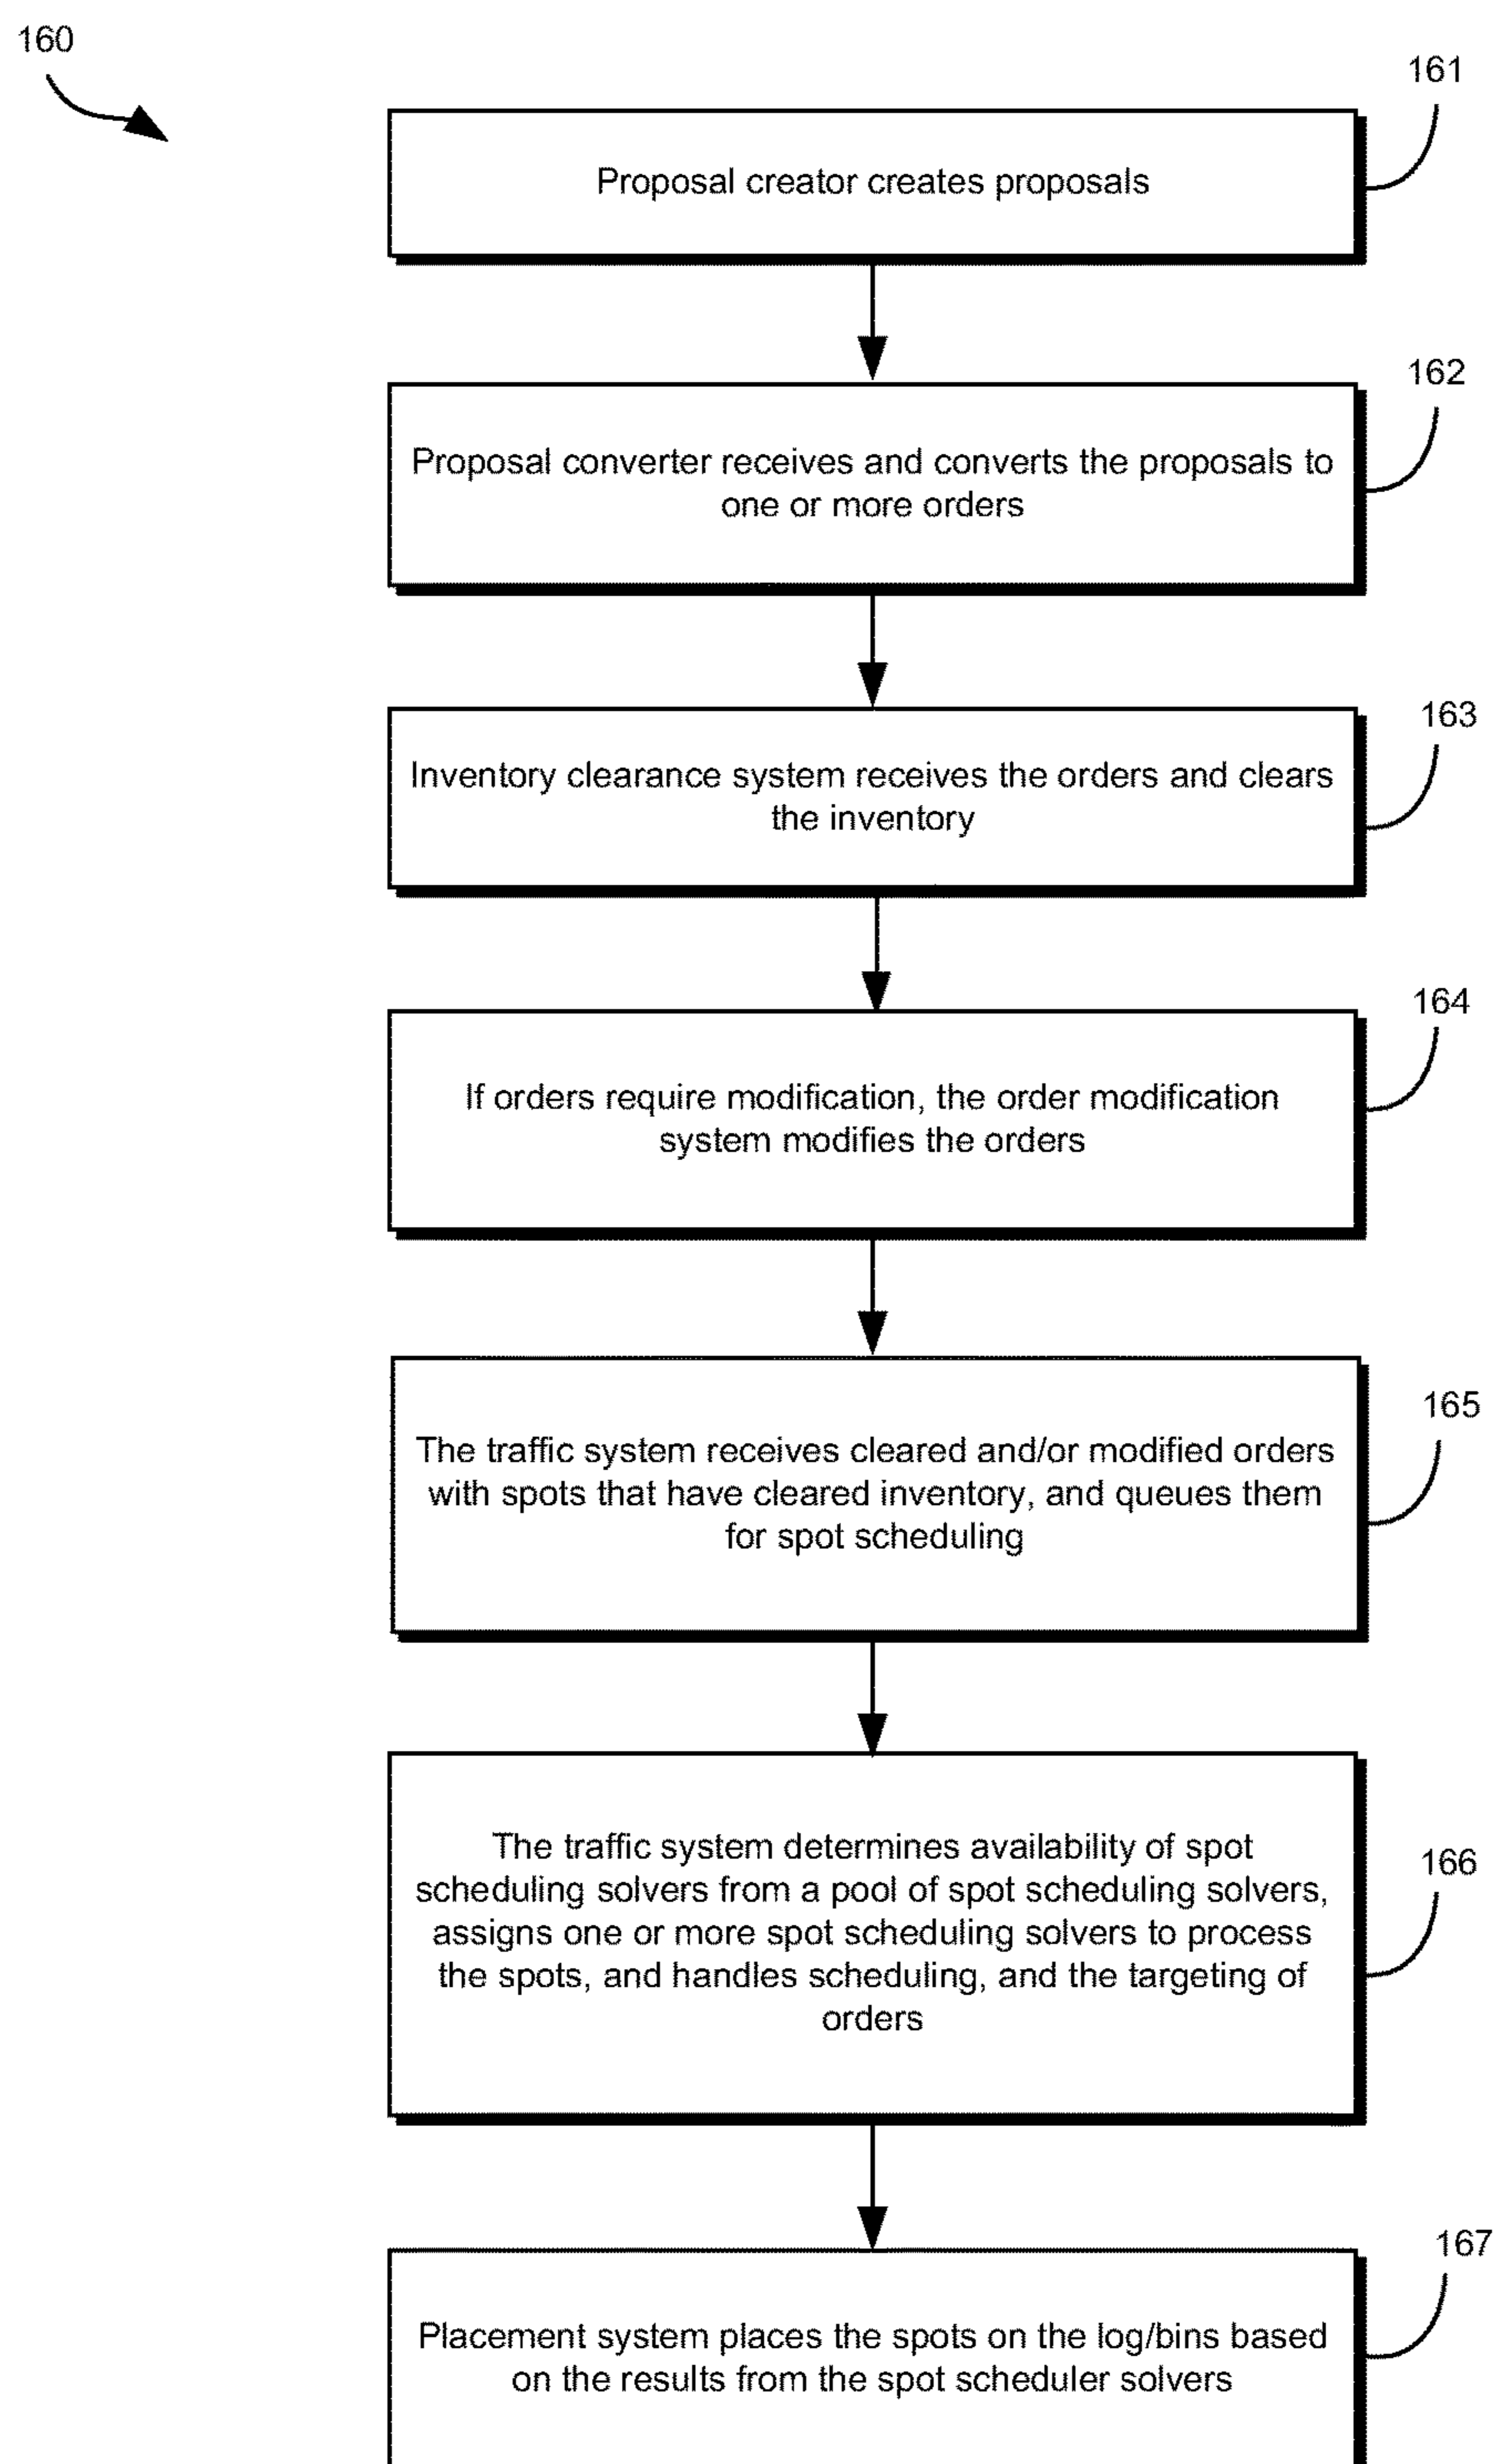 160
161
Proposal creator creates proposals
162
Proposal converter receives and converts the proposals to
one or more orders
163
Inventory clearance system receives the orders and clears
the inventory
164
If orders require modification, the order modification
system modifies the orders
165
The traffic system receives cleared and/or modified orders
with spots that have cleared inventory, and queues them
for spot scheduling
166
The traffic system determines availability of spot
scheduling solvers from a pool of spot scheduling solvers,
assigns one or more spot scheduling solvers to process
the spots, and handles scheduling, and the targeting of
orders
167
Placement system places the spots on the log/bins based
on the results from the spot scheduler solvers